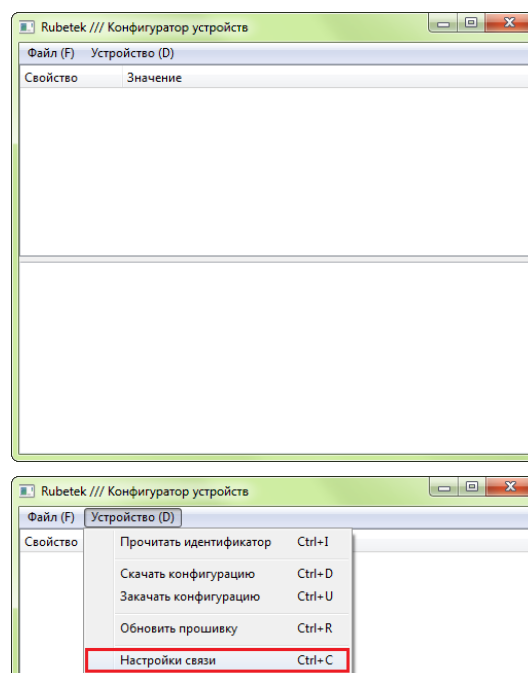 Rubetek /// Конфигуратор устройств
Файл (F) Устройство (D)
Свойство Значение
Rubetek /// Конфигуратор устройств
Файл (F) Устройство (D)
Свойство
Прочитать идентификатор Ctrl+I
Скачать конфигурацию Ctrl+D
Закачать конфигурацию Ctrl+U
Обновить прошивку Ctrl+R
Настройки связи Ctrl+C